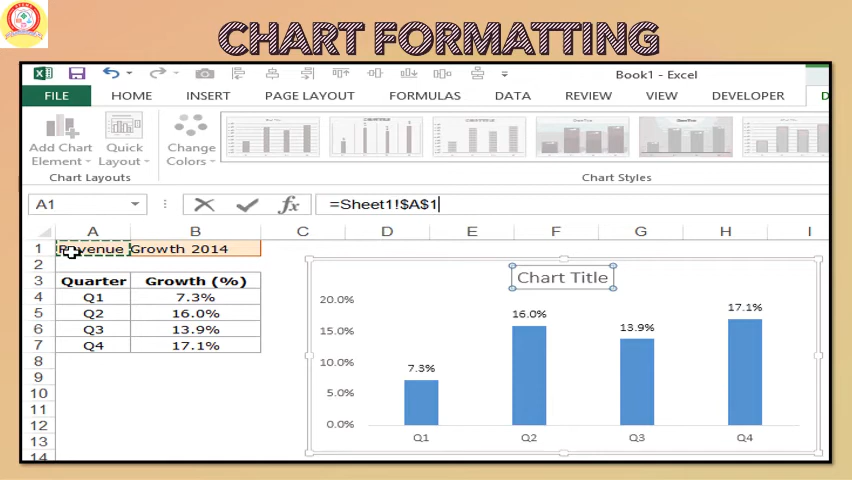 CHART FORMATTING
Book1 - Excel
FILE HOME INSERT PAGE LAYOUT FORMULAS DATA REVIEW VIEW DEVELOPER D
Add Chart Element Quick Layout Change Colors
Chart Layouts Chart Styles
A1 fx =Sheet1!$A$1
A B C D E F G H I
1 Revenue Growth 2014
2
3 Quarter Growth (%)
4 Q1 7.3%
5 Q2 16.0%
6 Q3 13.9%
7 Q4 17.1%
8
9
10
11
12
13
14
Chart Title
20.0%
15.0%
10.0%
5.0%
0.0%
7.3% 16.0% 13.9% 17.1%
Q1 Q2 Q3 Q4